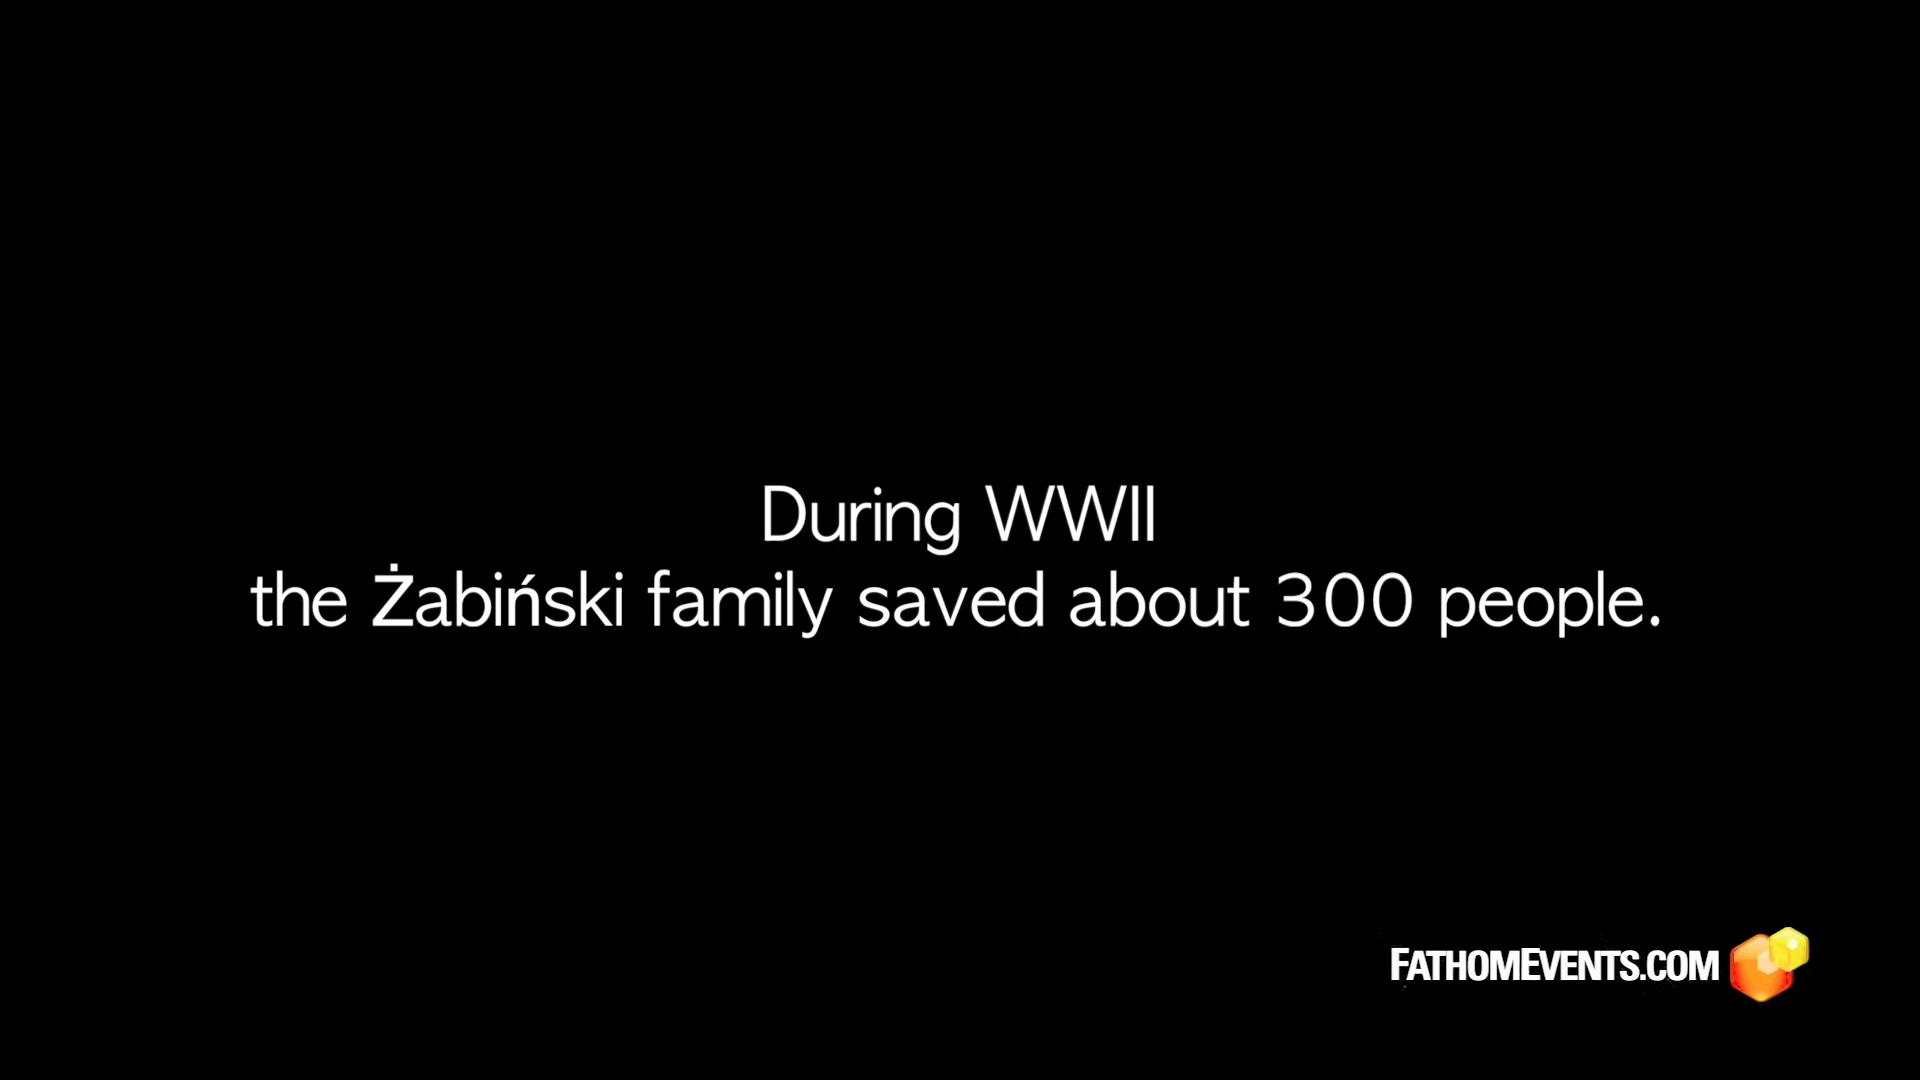 During WWII
the Żabiński family saved about 300 people.
FATHOMEVENTS.COM